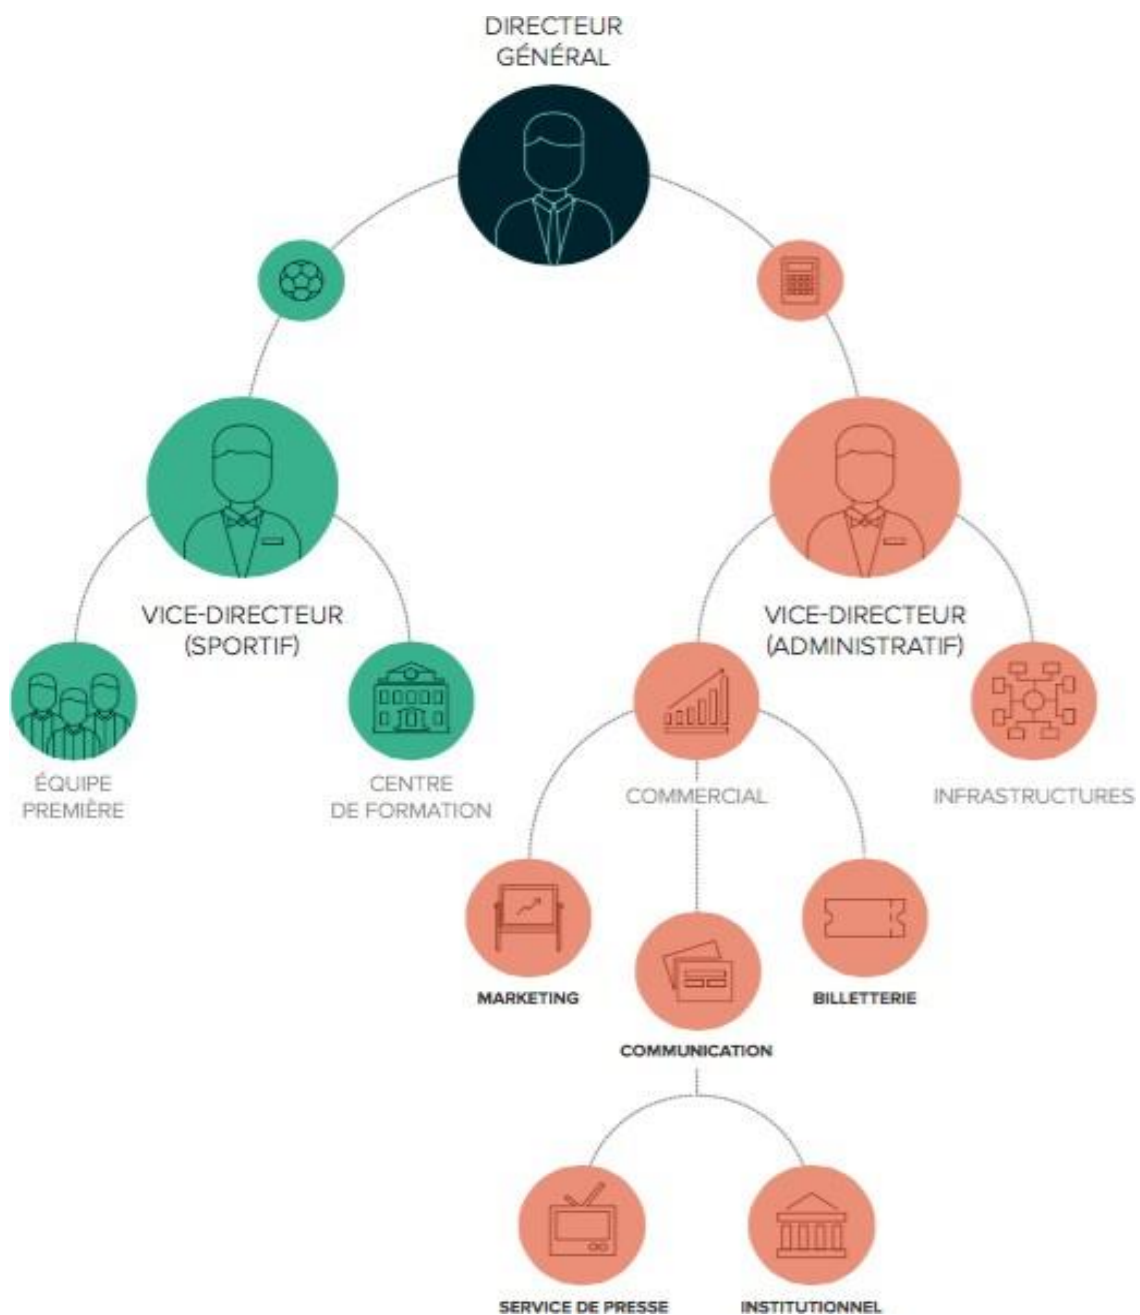 DIRECTEUR
GÉNÉRAL
VICE-DIRECTEUR
(SPORTIF)
VICE-DIRECTEUR
(ADMINISTRATIF)
ÉQUIPE
PREMIÈRE
CENTRE
DE FORMATION
COMMERCIAL
INFRASTRUCTURES
MARKETING
BILLETTERIE
COMMUNICATION
SERVICE DE PRESSE
INSTITUTIONNEL